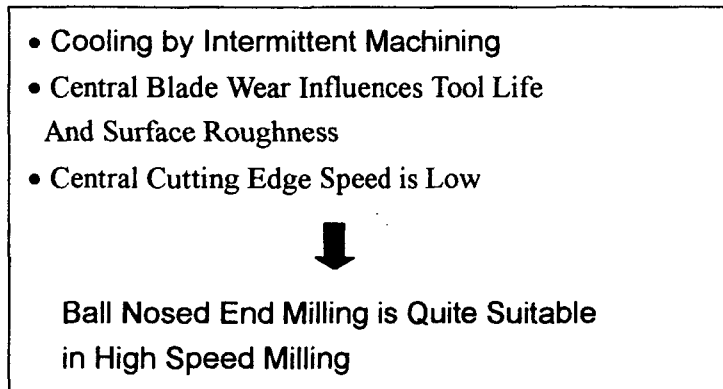 • Cooling by Intermittent Machining
• Central Blade Wear Influences Tool Life
And Surface Roughness
• Central Cutting Edge Speed is Low
Ball Nosed End Milling is Quite Suitable
in High Speed Milling